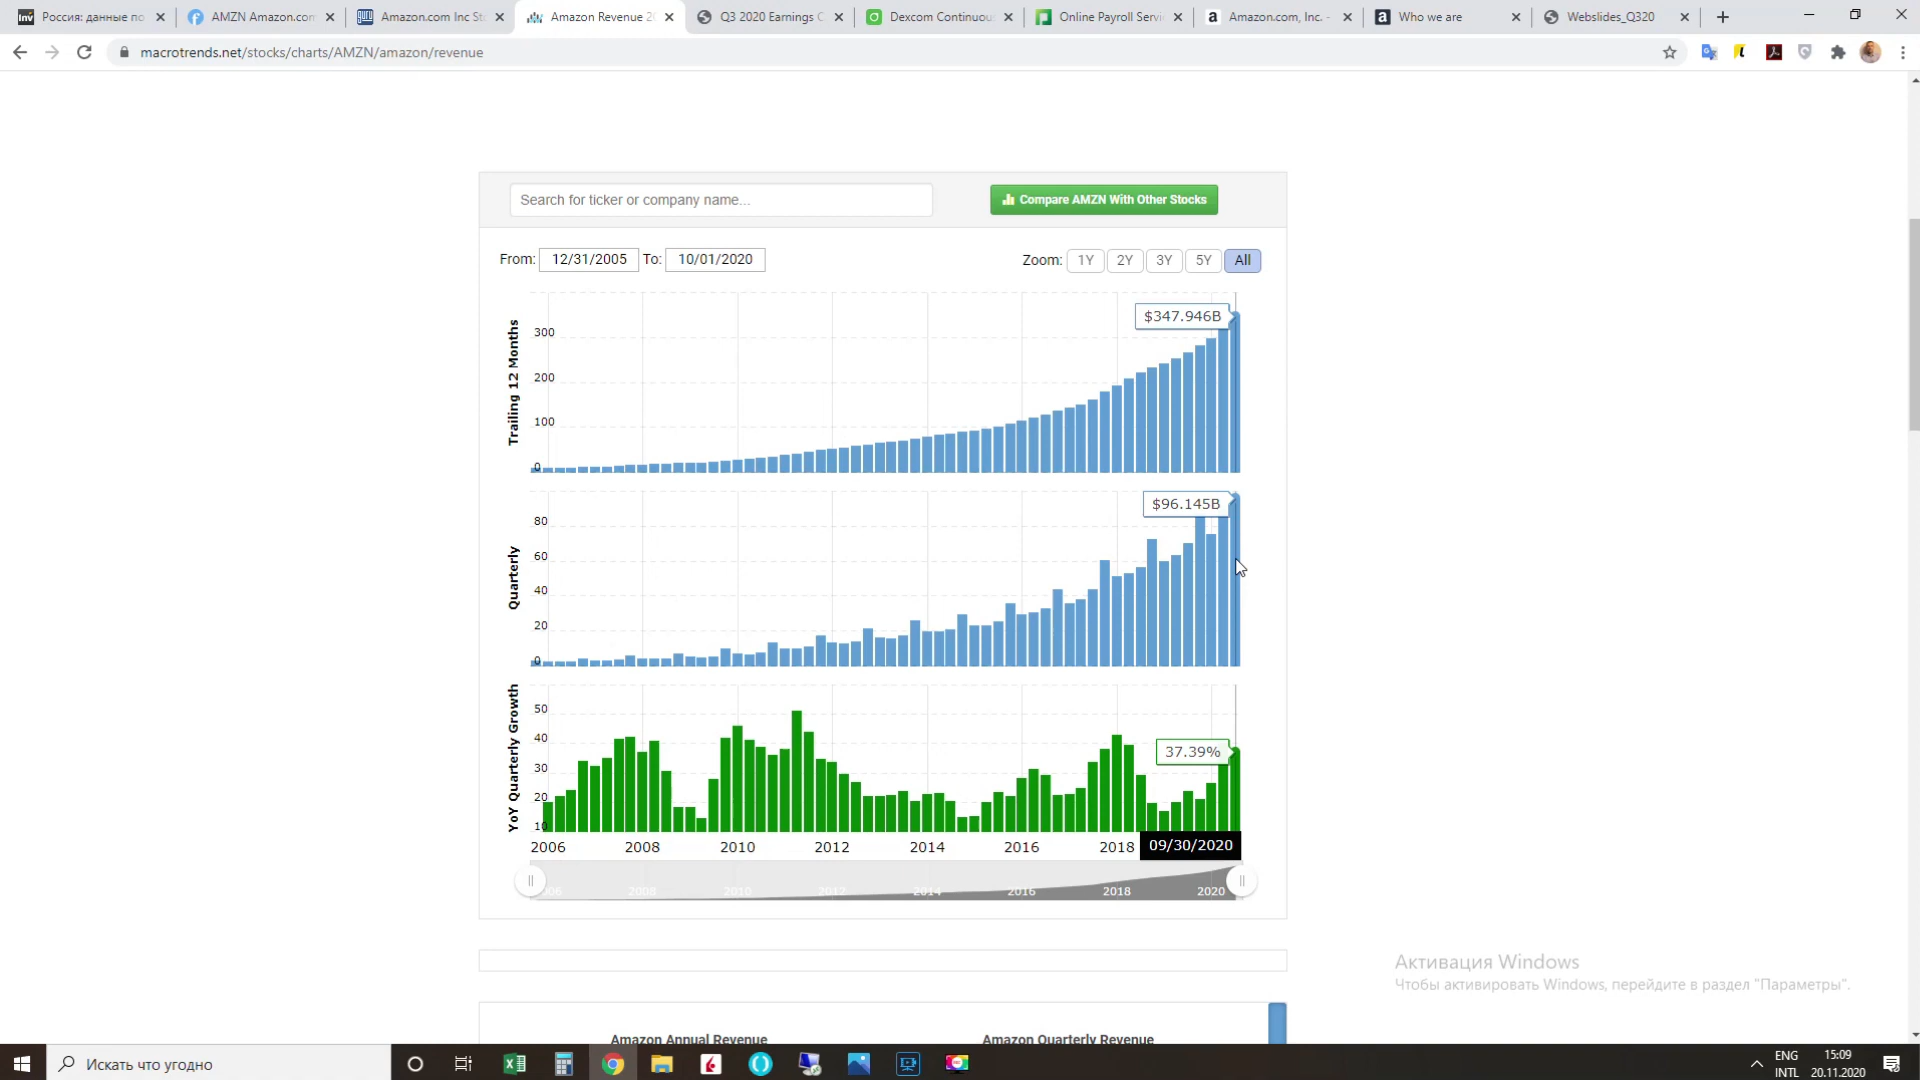 Россия: данные по
AMZN Amazon.com
Amazon.com Inc St
Amazon Revenue 2
Q3 2020 Earnings C
Dexcom Continuou
Online Payroll Servi
Amazon.com, Inc. -
Who we are
Webslides_Q320
macrotrends.net/stocks/charts/AMZN/amazon/revenue
Search for ticker or company name...
Compare AMZN With Other Stocks
From: 12/31/2005 To: 10/01/2020
Zoom: 1Y 2Y 3Y 5Y All
Trailing 12 Months
300
200
100
0
$347.946B
Quarterly
80
60
40
20
0
$96.145B
YoY Quarterly Growth
50
40
30
20
10
37.39%
2006 2008 2010 2012 2014 2016 2018 09/30/2020
06 2008 2010 2012 2014 2016 2018 2020
Активация Windows
Чтобы активировать Windows, перейдите в раздел "Параметры".
Amazon Annual Revenue
Amazon Quarterly Revenue
Искать что угодно
ENG
INTL
15:09
20.11.2020